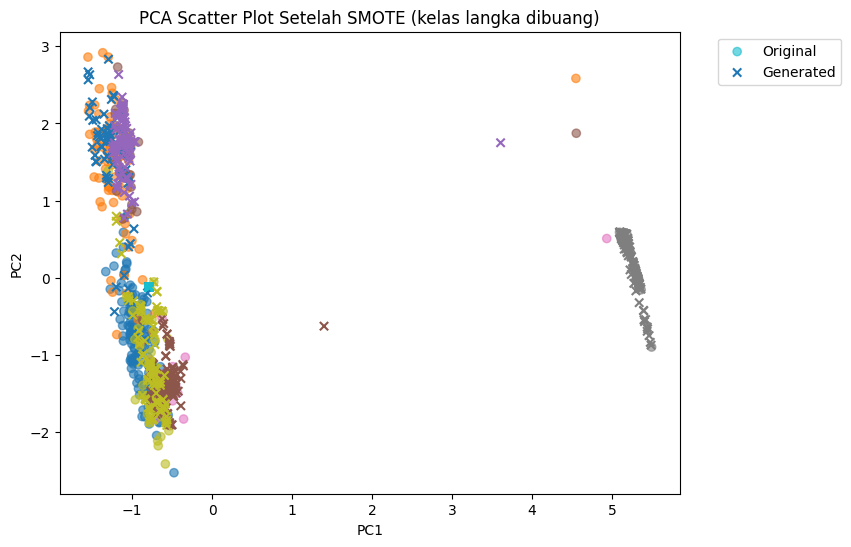 PCA Scatter Plot Setelah SMOTE (kelas langka dibuang)
Original
Generated
3
2
1
0
−1
−2
PC2
−1
0
1
2
3
4
5
PC1